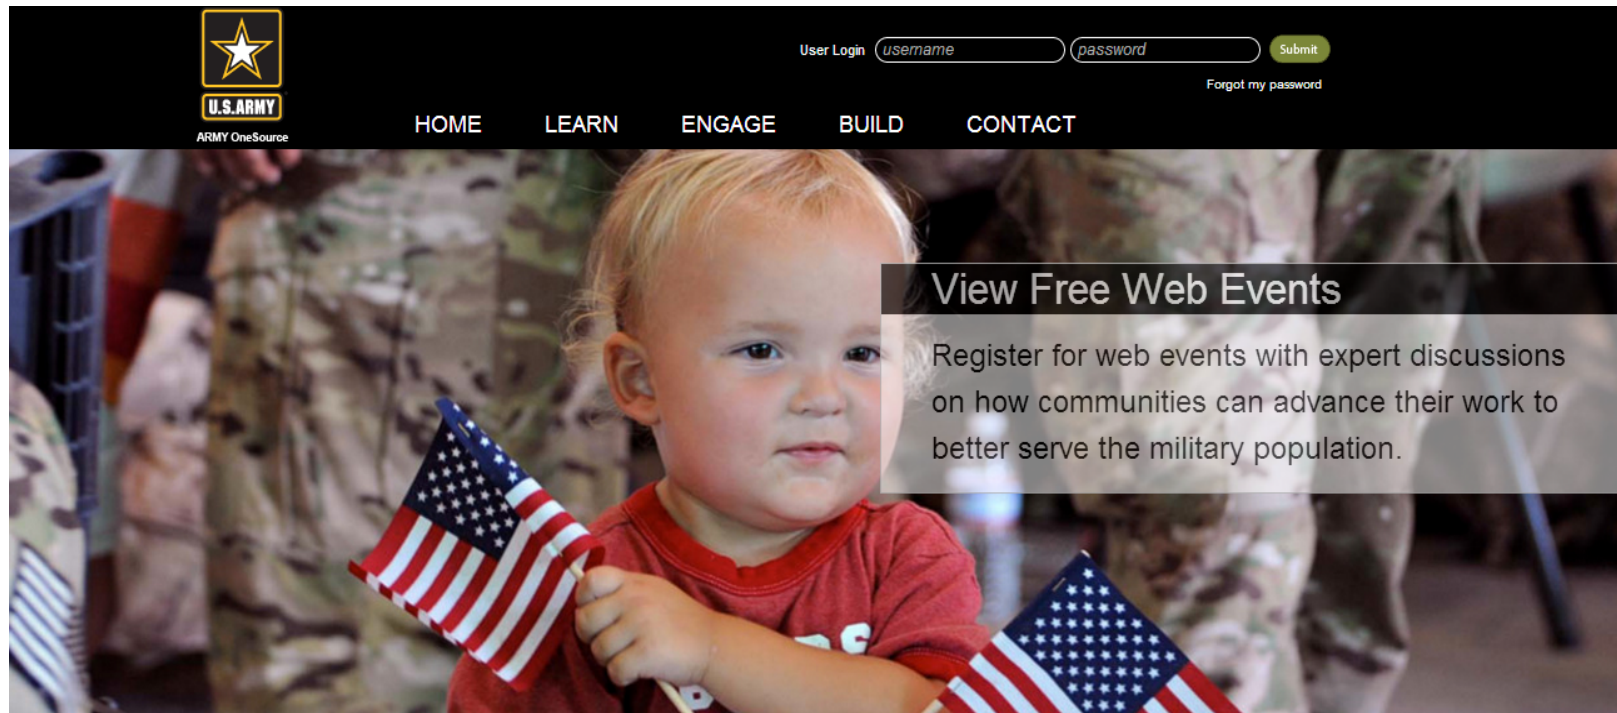 U.S.ARMY
ARMY OneSource
User Login username password Submit
Forgot my password
HOME LEARN ENGAGE BUILD CONTACT
View Free Web Events
Register for web events with expert discussions
on how communities can advance their work to
better serve the military population.